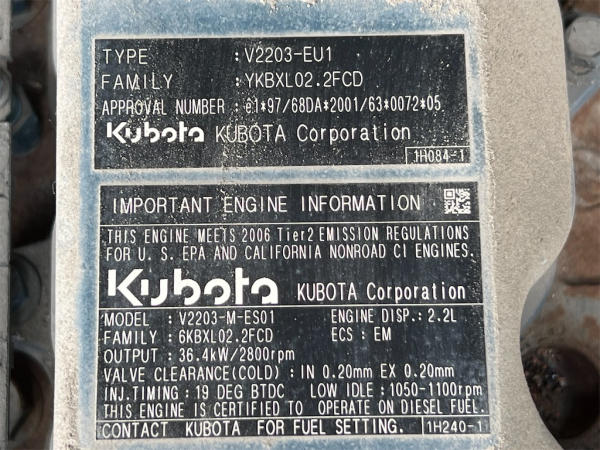 TYPE : V2203-EU1
FAMILY : YKBXL02.2FCD
APPROVAL NUMBER : e1*97/68DA*2001/63*0072*05
Kubota KUBOTA Corporation
1H084-1
IMPORTANT ENGINE INFORMATION
THIS ENGINE MEETS 2006 Tier2 EMISSION REGULATIONS
FOR U. S. EPA AND CALIFORNIA NONROAD CI ENGINES.
Kubota KUBOTA Corporation
MODEL : V2203-M-ES01 ENGINE DISP.: 2.2L
FAMILY : 6KBXL02.2FCD ECS : EM
OUTPUT : 36.4kW/2800rpm
VALVE CLEARANCE(COLD) : IN 0.20mm EX 0.20mm
INJ.TIMING: 19 DEG BTDC LOW IDLE: 1050-1100rpm
THIS ENGINE IS CERTIFIED TO OPERATE ON DIESEL FUEL.
CONTACT KUBOTA FOR FUEL SETTING. 1H240-1